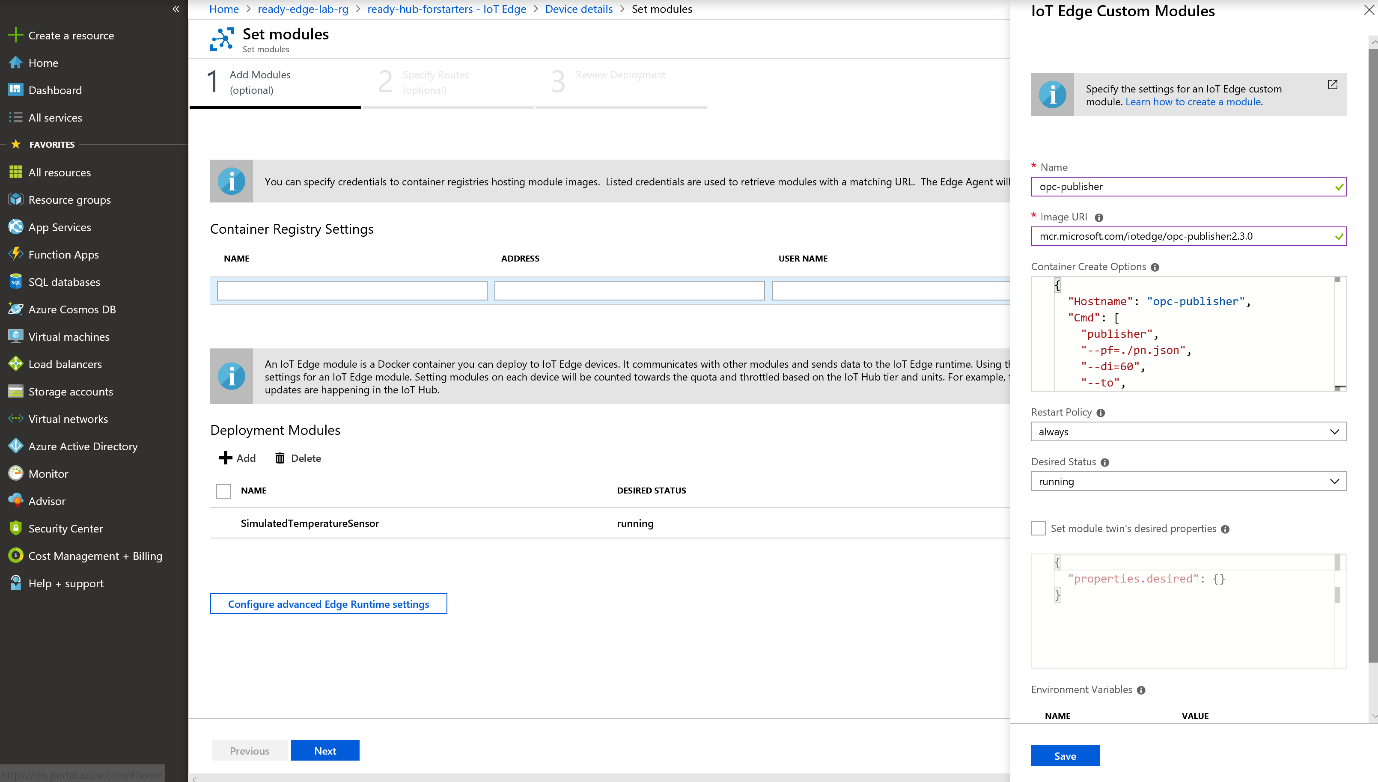 «
Create a resource
Home
Dashboard
All services
FAVORITES
All resources
Resource groups
App Services
Function Apps
SQL databases
Azure Cosmos DB
Virtual machines
Load balancers
Storage accounts
Virtual networks
Azure Active Directory
Monitor
Advisor
Security Center
Cost Management + Billing
Help + support
Home > ready-edge-lab-rg > ready-hub-forstarters - IoT Edge > Device details > Set modules
Set modules
Set modules
1 Add Modules
(optional)
2 Specify Routes
(optional)
3 Review Deployment
You can specify credentials to container registries hosting module images. Listed credentials are used to retrieve modules with a matching URL. The Edge Agent will
Container Registry Settings
NAME ADDRESS USER NAME
An IoT Edge module is a Docker container you can deploy to IoT Edge devices. It communicates with other modules and sends data to the IoT Edge runtime. Using th
settings for an IoT Edge module. Setting modules on each device will be counted towards the quota and throttled based on the IoT Hub tier and units. For example,
updates are happening in the IoT Hub.
Deployment Modules
Add Delete
NAME DESIRED STATUS
SimulatedTemperatureSensor running
Configure advanced Edge Runtime settings
Previous Next
IoT Edge Custom Modules
Specify the settings for an IoT Edge custom
module. Learn how to create a module.
* Name
opc-publisher
* Image URI
mcr.microsoft.com/iotedge/opc-publisher:2.3.0
Container Create Options
{
"Hostname": "opc-publisher",
"Cmd": [
"publisher",
"--pf=./pn.json",
"--di=60",
"--to",
Restart Policy
always
Desired Status
running
Set module twin's desired properties
{
"properties.desired": {}
}
Environment Variables
NAME VALUE
Save